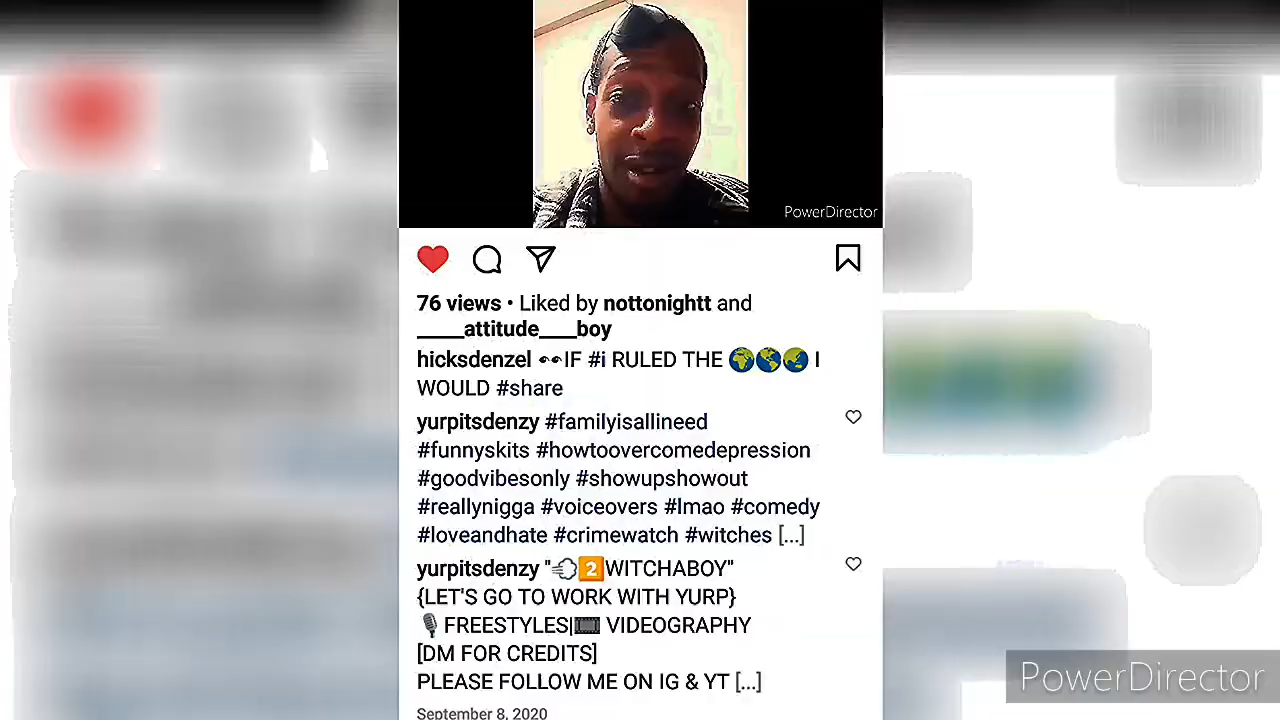 PowerDirector
76 views • Liked by nottonightt and
_____attitude____boy
hicksdenzel 👀IF #i RULED THE 🌍🌎🌏 I
WOULD #share
yurpitsdenzy #familyisallineed
#funnyskits #howtoovercomedepression
#goodvibesonly #showupshowout
#reallynigga #voiceovers #lmao #comedy
#loveandhate #crimewatch #witches [...]
yurpitsdenzy "💨2️⃣WITCHABOY"
{LET'S GO TO WORK WITH YURP}
🎙️FREESTYLES|🎞️ VIDEOGRAPHY
[DM FOR CREDITS]
PLEASE FOLLOW ME ON IG & YT [...]
September 8, 2020
PowerDirector